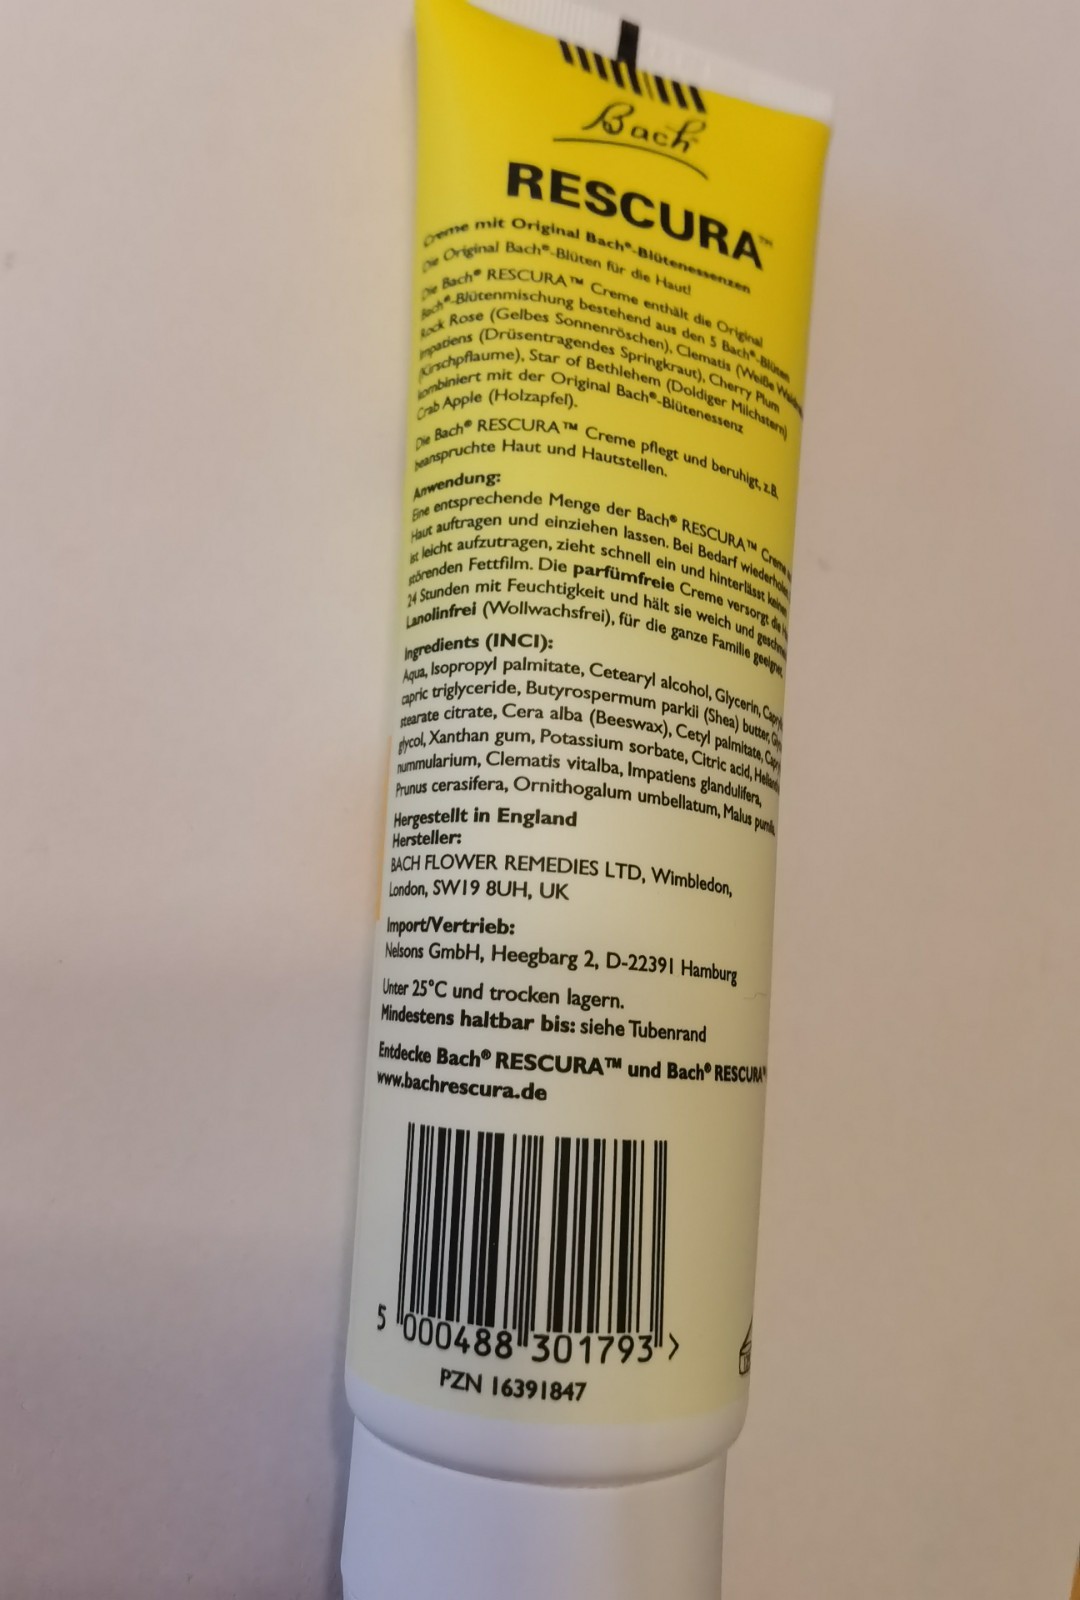 Bach
RESCURA™
Creme mit Original Bach®-Blütenessenzen
Die Original Bach®-Blüten für die Haut!
Die Bach® RESCURA™ Creme enthält die Original
Bach®-Blütenmischung bestehend aus den 5 Bach®-Blüten
Rock Rose (Gelbes Sonnenröschen), Clematis (Weiße
Impatiens (Drüsentragendes Springkraut), Cherry Plum
(Kirschpflaume), Star of Bethlehem (Doldiger Milchstern)
kombiniert mit der Original Bach®-Blütenessenz
Crab Apple (Holzapfel).
Die Bach® RESCURA™ Creme pflegt und beruhigt, z.B.
beanspruchte Haut und Hautstellen.
Anwendung:
Eine entsprechende Menge der Bach® RESCURA™ Creme
Haut auftragen und einziehen lassen. Bei Bedarf wiederholen.
ist leicht aufzutragen, zieht schnell ein und hinterlässt keinen
störenden Fettfilm. Die parfümfreie Creme versorgt die
24 Stunden mit Feuchtigkeit und hält sie weich und
Lanolinfrei (Wollwachsfrei), für die ganze Familie geeignet.
Ingredients (INCI):
Aqua, Isopropyl palmitate, Cetearyl alcohol, Glycerin,
capric triglyceride, Butyrospermum parkii (Shea) butter,
stearate citrate, Cera alba (Beeswax), Cetyl palmitate,
glycol, Xanthan gum, Potassium sorbate, Citric acid,
nummularium, Clematis vitalba, Impatiens glandulifera,
Prunus cerasifera, Ornithogalum umbellatum, Malus pumila.
Hergestellt in England
Hersteller:
BACH FLOWER REMEDIES LTD, Wimbledon,
London, SW19 8UH, UK
Import/Vertrieb:
Nelsons GmbH, Heegbarg 2, D-22391 Hamburg
Unter 25°C und trocken lagern.
Mindestens haltbar bis: siehe Tubenrand
Entdecke Bach® RESCURA™ und Bach® RESCURA
www.bachrescura.de
5 000488 301793 >
PZN 16391847